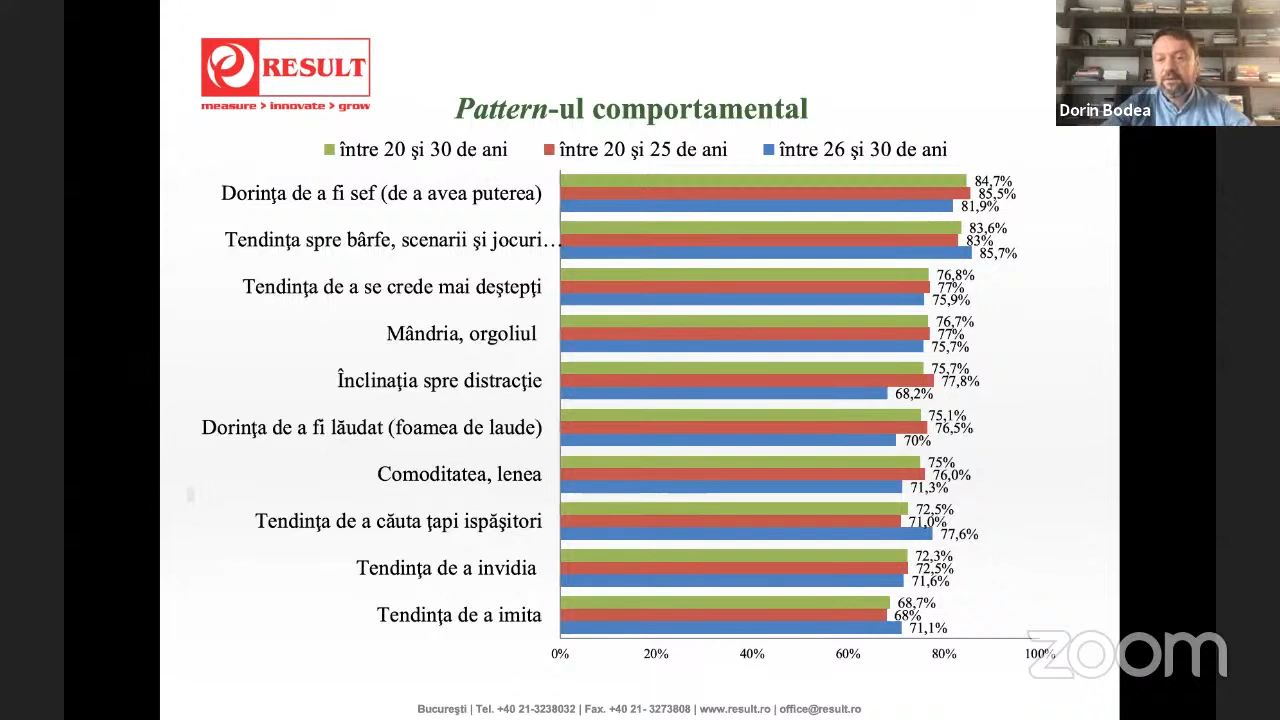 RESULT
measure > innovate > grow
Dorin Bodea
Pattern-ul comportamental
între 20 şi 30 de ani
între 20 şi 25 de ani
între 26 şi 30 de ani
Dorinţa de a fi sef (de a avea puterea)
84,7%
85,5%
81,9%
Tendinţa spre bârfe, scenarii şi jocuri…
83,6%
83%
85,7%
Tendinţa de a se crede mai deştepţi
76,8%
77%
75,9%
Mândria, orgoliul
76,7%
77%
75,7%
Înclinaţia spre distracţie
75,7%
77,8%
68,2%
Dorinţa de a fi lăudat (foamea de laude)
75,1%
76,5%
70%
Comoditatea, lenea
75%
76,0%
71,3%
Tendinţa de a căuta ţapi ispăşitori
72,5%
71,0%
77,6%
Tendinţa de a invidia
72,3%
72,5%
71,6%
Tendinţa de a imita
68,7%
68%
71,1%
0% 20% 40% 60% 80% 100%
zoom
Bucureşti | Tel. +40 21-3238032 | Fax. +40 21- 3273808 | www.result.ro | office@result.ro